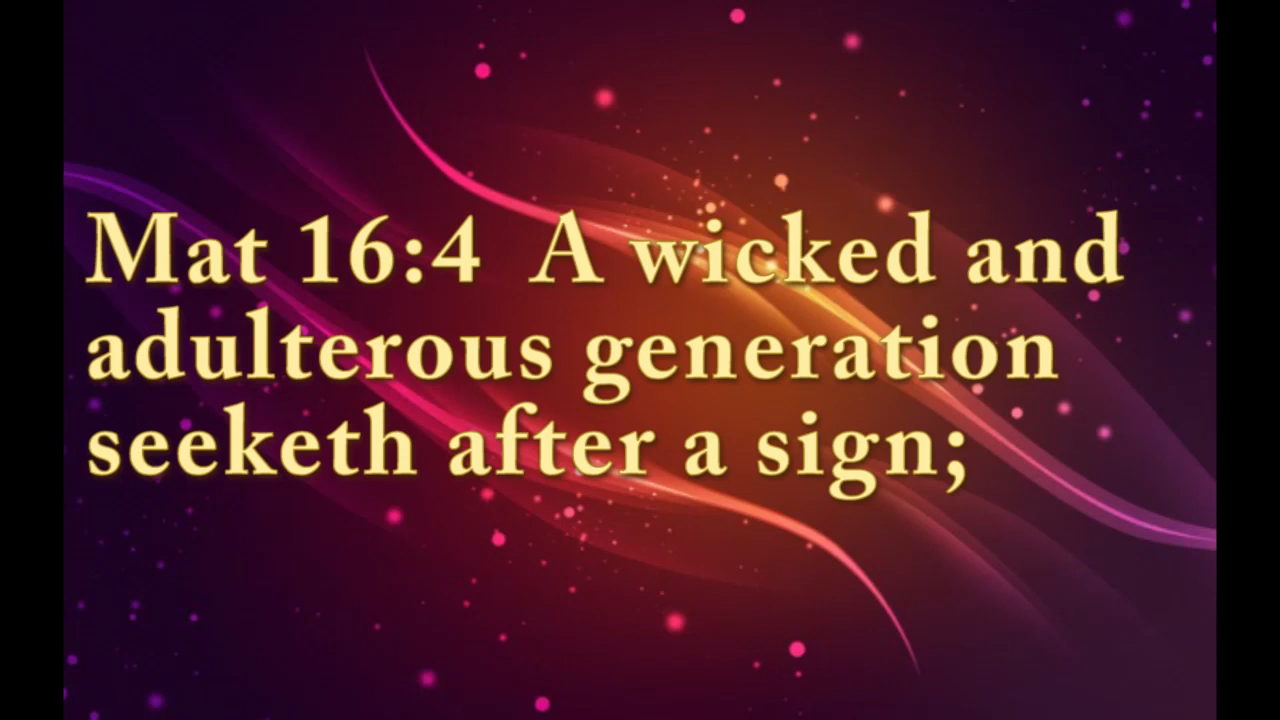 Mat 16:4  A wicked and
adulterous generation
seeketh after a sign;